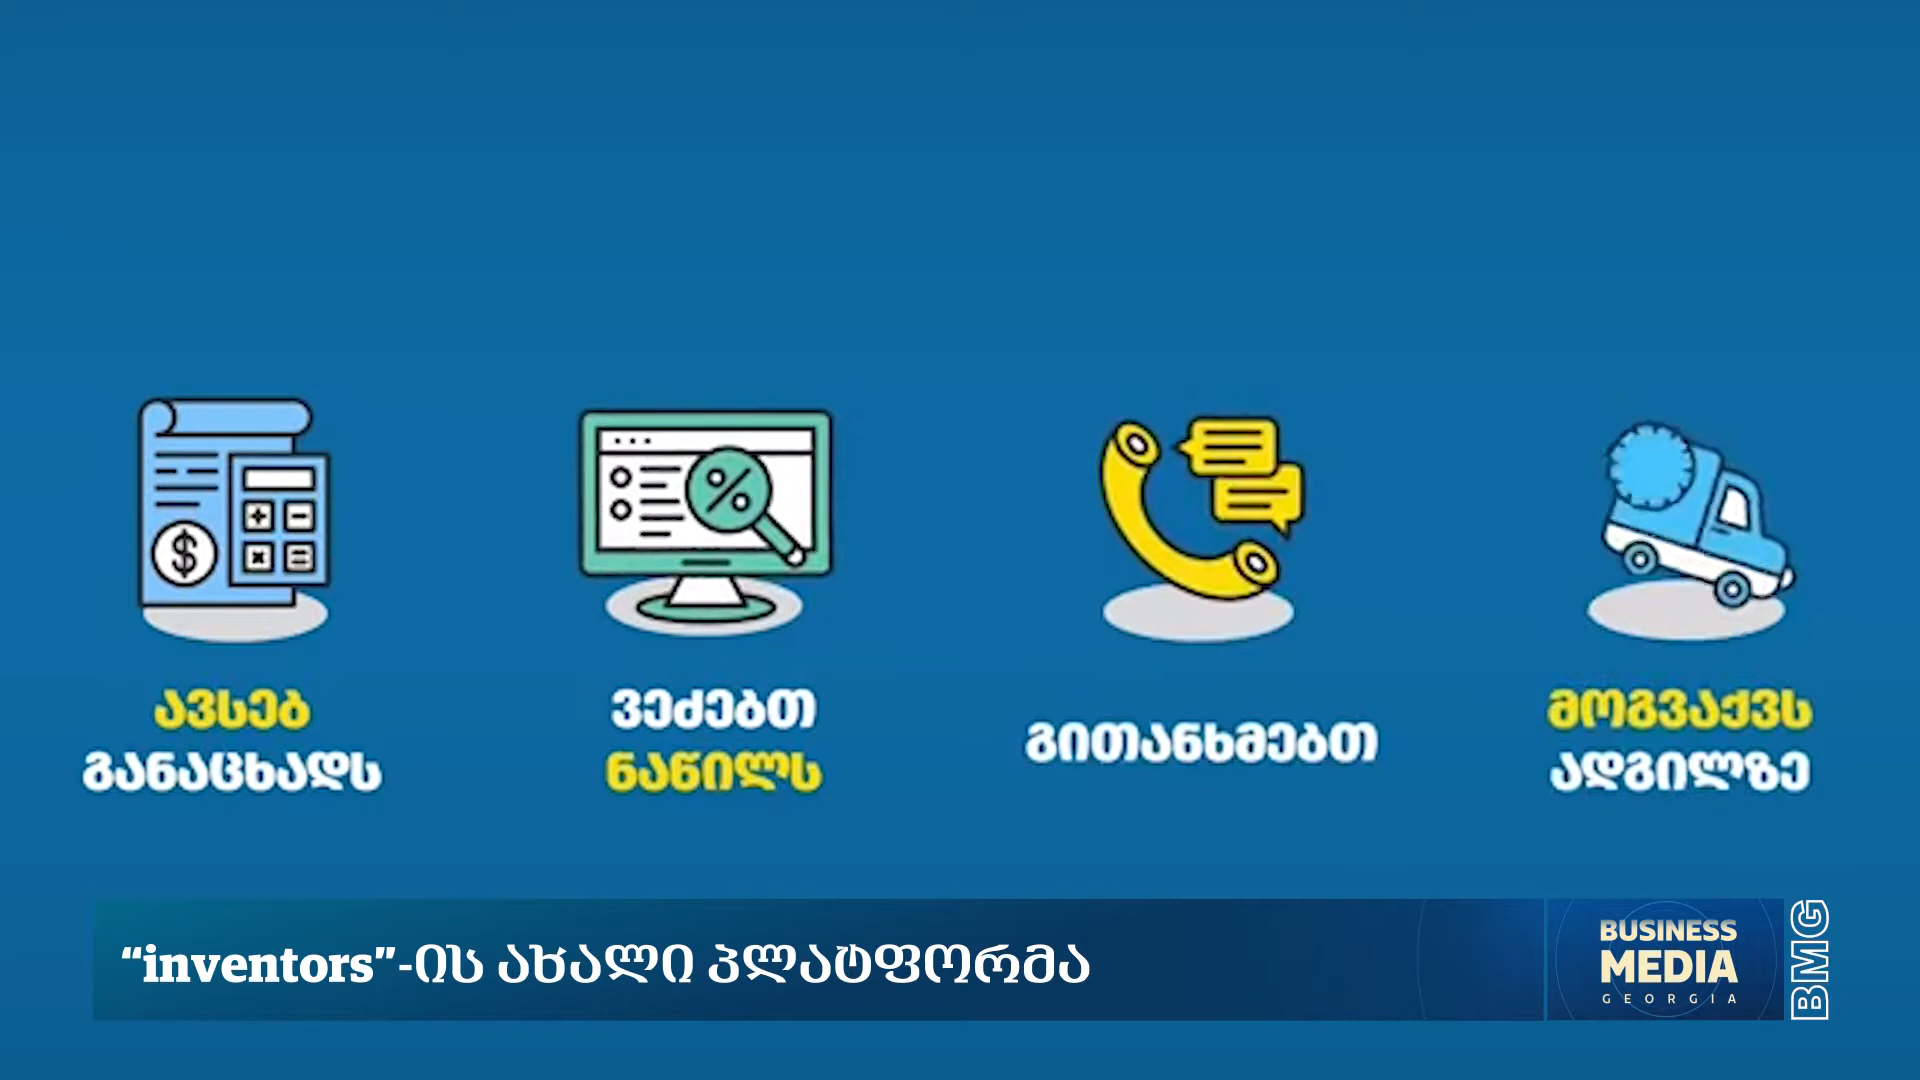 ავსებ
განაცხადს
ვეძებთ
ნაწილს
გითანხმებთ
მოგვაქვს
ადგილზე
“inventors”-ის ახალი პლატფორმა
BUSINESS
MEDIA
GEORGIA
BMG